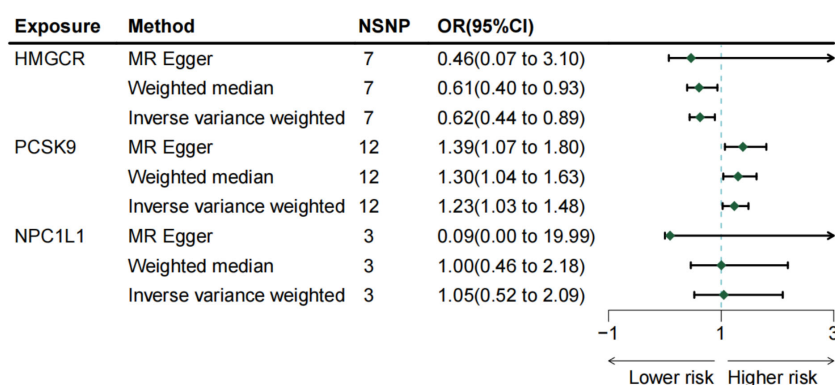 Exposure Method NSNP OR(95%CI)
HMGCR MR Egger 7 0.46(0.07 to 3.10)
Weighted median 7 0.61(0.40 to 0.93)
Inverse variance weighted 7 0.62(0.44 to 0.89)
PCSK9 MR Egger 12 1.39(1.07 to 1.80)
Weighted median 12 1.30(1.04 to 1.63)
Inverse variance weighted 12 1.23(1.03 to 1.48)
NPC1L1 MR Egger 3 0.09(0.00 to 19.99)
Weighted median 3 1.00(0.46 to 2.18)
Inverse variance weighted 3 1.05(0.52 to 2.09)
−1 1 3
Lower risk Higher risk